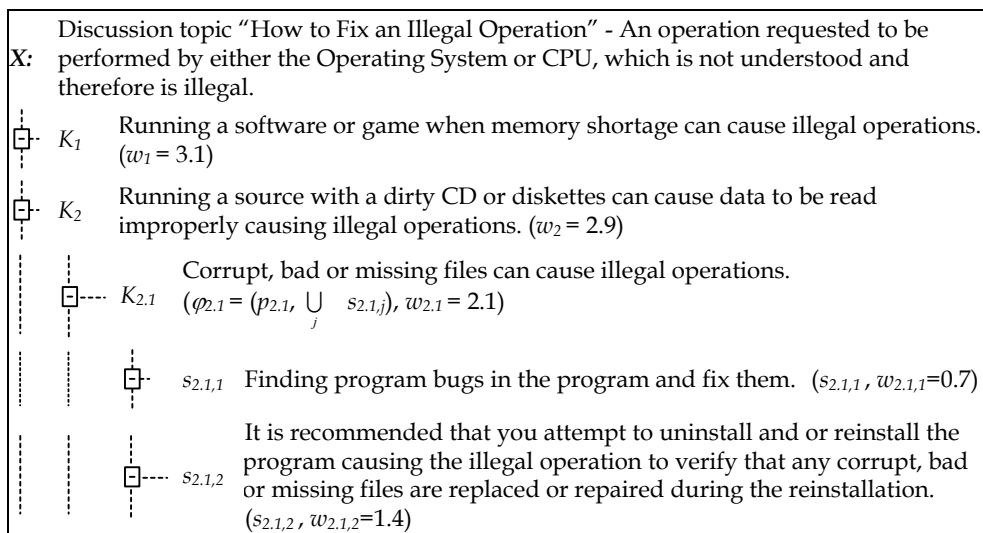 Discussion topic “How to Fix an Illegal Operation” - An operation requested to be
X: performed by either the Operating System or CPU, which is not understood and
therefore is illegal.
K1 Running a software or game when memory shortage can cause illegal operations.
(w1 = 3.1)
K2 Running a source with a dirty CD or diskettes can cause data to be read
improperly causing illegal operations. (w2 = 2.9)
Corrupt, bad or missing files can cause illegal operations.
K2.1 (φ2.1 = (p2.1, ⋃j s2.1,j), w2.1 = 2.1)
s2.1,1 Finding program bugs in the program and fix them. (s2.1,1 , w2.1,1=0.7)
It is recommended that you attempt to uninstall and or reinstall the
program causing the illegal operation to verify that any corrupt, bad
s2.1,2 or missing files are replaced or repaired during the reinstallation.
(s2.1,2 , w2.1,2=1.4)